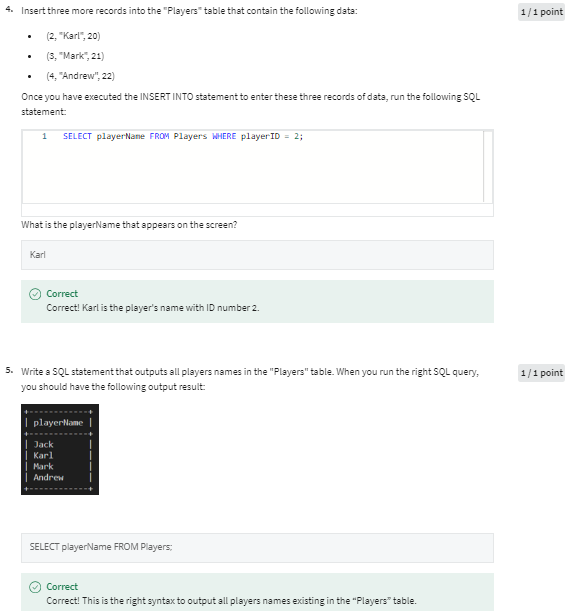 4. Insert three more records into the "Players" table that contain the following data:
1 / 1 point
• (2, "Karl", 20)
• (3, "Mark", 21)
• (4, "Andrew", 22)
Once you have executed the INSERT INTO statement to enter these three records of data, run the following SQL
statement:
1 SELECT playerName FROM Players WHERE playerID = 2;
What is the playerName that appears on the screen?
Karl
Correct
Correct! Karl is the player's name with ID number 2.
5. Write a SQL statement that outputs all players names in the "Players" table. When you run the right SQL query,
1 / 1 point
you should have the following output result:
+------------+
| playerName |
+------------+
| Jack |
| Karl |
| Mark |
| Andrew |
+------------+
SELECT playerName FROM Players;
Correct
Correct! This is the right syntax to output all players names existing in the "Players" table.